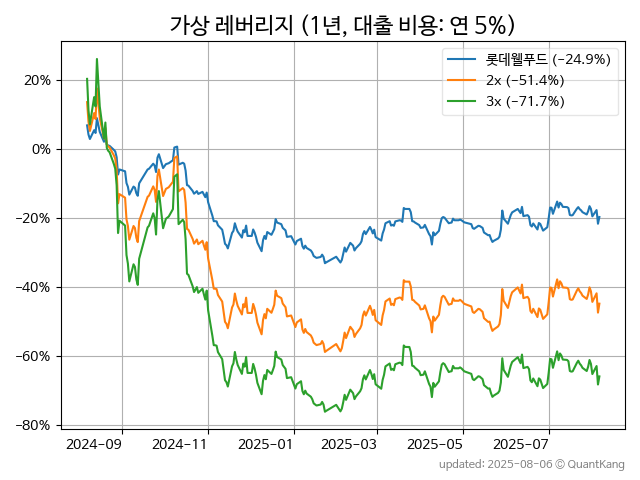 가상 레버리지 (1년, 대출 비용: 연 5%)
롯데웰푸드 (−24.9%)
2x (−51.4%)
3x (−71.7%)
20%
0%
−20%
−40%
−60%
−80%
2024-09 2024-11 2025-01 2025-03 2025-05 2025-07
updated: 2025-08-06 © QuantKang